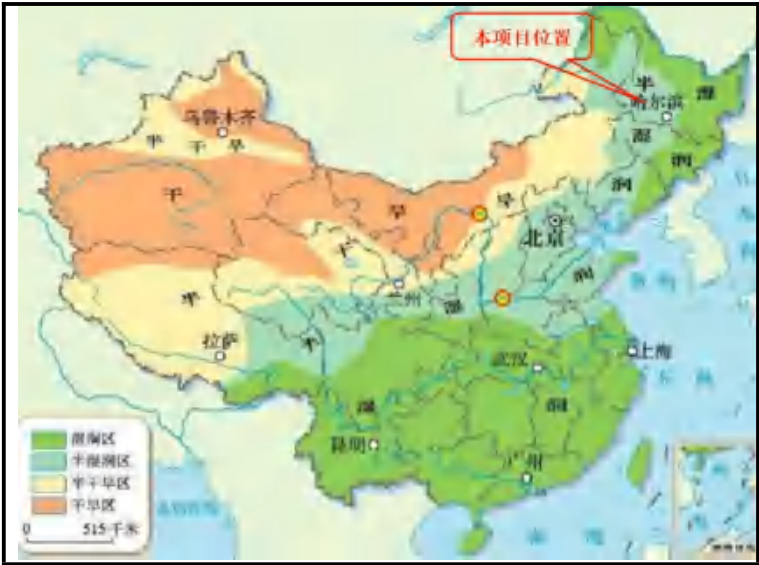 本项目位置
半
哈尔滨
湿
乌鲁木齐
半 干 旱
湿
润
润
干
旱
旱
北京
干
半
兰州
湿
润
拉萨
半
武汉
上海
湿
润
昆明
广州
湿润区
半湿润区
半干旱区
干旱区
0 515千米
南
海